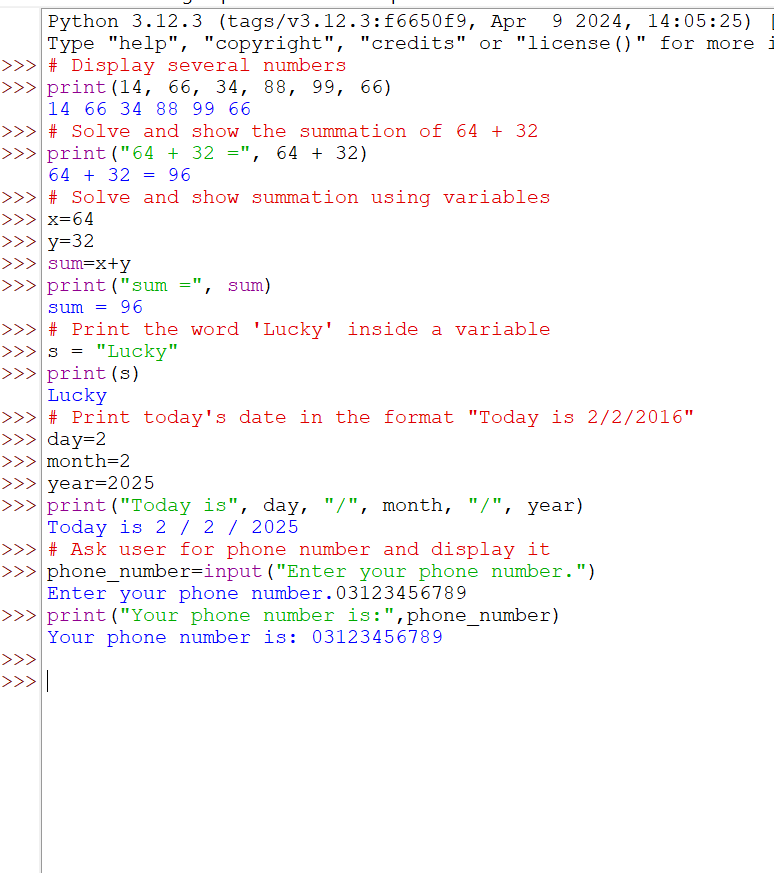 Python 3.12.3 (tags/v3.12.3:f6650f9, Apr  9 2024, 14:05:25) [
Type "help", "copyright", "credits" or "license()" for more i
>>> # Display several numbers
>>> print(14, 66, 34, 88, 99, 66)
14 66 34 88 99 66
>>> # Solve and show the summation of 64 + 32
>>> print("64 + 32 =", 64 + 32)
64 + 32 = 96
>>> # Solve and show summation using variables
>>> x=64
>>> y=32
>>> sum=x+y
>>> print("sum =", sum)
sum = 96
>>> # Print the word 'Lucky' inside a variable
>>> s = "Lucky"
>>> print(s)
Lucky
>>> # Print today's date in the format "Today is 2/2/2016"
>>> day=2
>>> month=2
>>> year=2025
>>> print("Today is", day, "/", month, "/", year)
Today is 2 / 2 / 2025
>>> # Ask user for phone number and display it
>>> phone_number=input("Enter your phone number.")
Enter your phone number.03123456789
>>> print("Your phone number is:",phone_number)
Your phone number is: 03123456789
>>>
>>>